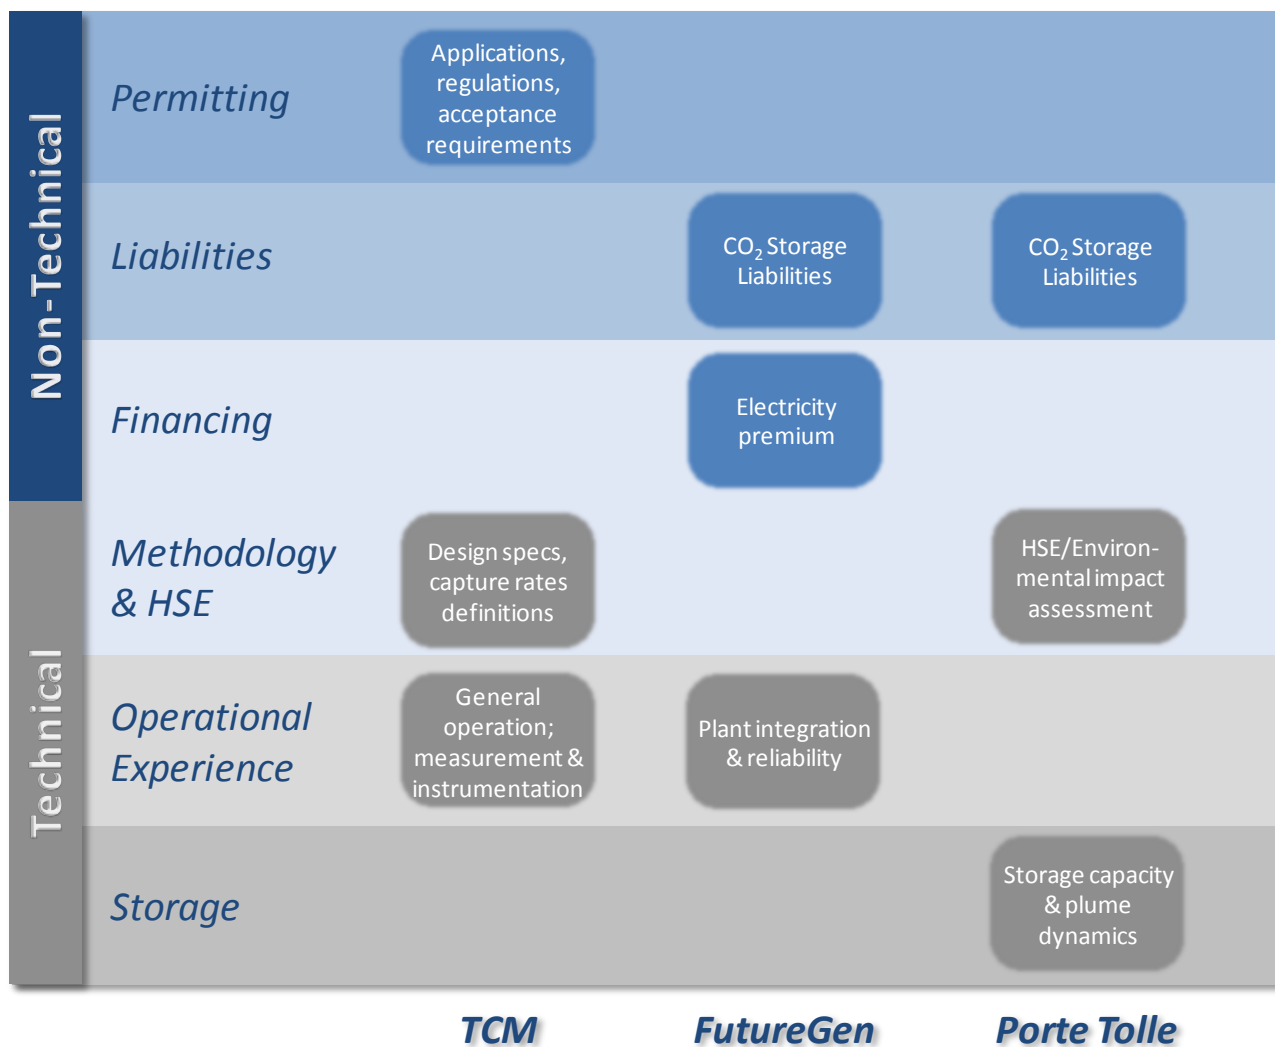 Non-Technical
Permitting
Applications,
regulations,
acceptance
requirements
Liabilities
CO₂ Storage
Liabilities
CO₂ Storage
Liabilities
Financing
Electricity
premium
Technical
Methodology
& HSE
Design specs,
capture rates
definitions
HSE/Environ-
mental impact
assessment
Operational
Experience
General
operation;
measurement &
instrumentation
Plant integration
& reliability
Storage
Storage capacity
& plume
dynamics
TCM
FutureGen
Porte Tolle